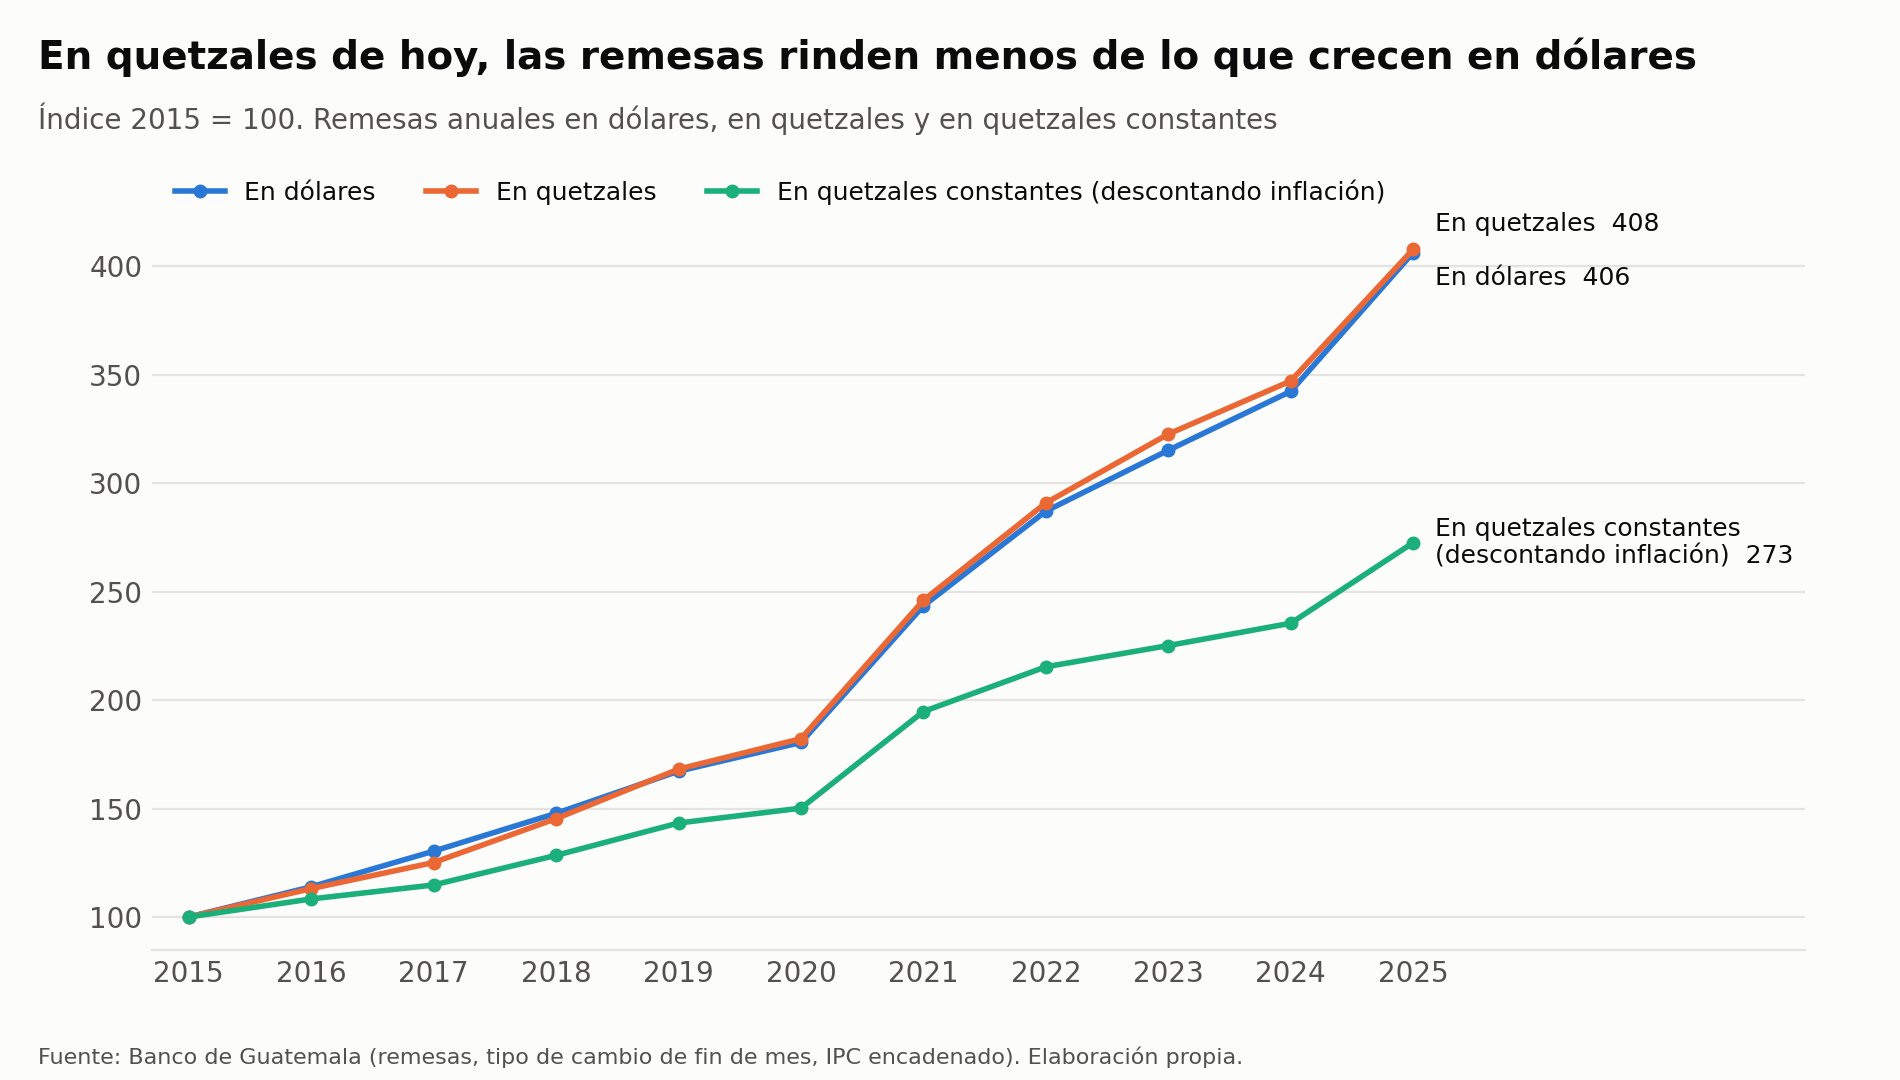 En quetzales de hoy, las remesas rinden menos de lo que crecen en dólares
Índice 2015 = 100. Remesas anuales en dólares, en quetzales y en quetzales constantes
En dólares
En quetzales
En quetzales constantes (descontando inflación)
En quetzales 408
En dólares 406
En quetzales constantes
(descontando inflación) 273
400
350
300
250
200
150
100
2015 2016 2017 2018 2019 2020 2021 2022 2023 2024 2025
Fuente: Banco de Guatemala (remesas, tipo de cambio de fin de mes, IPC encadenado). Elaboración propia.